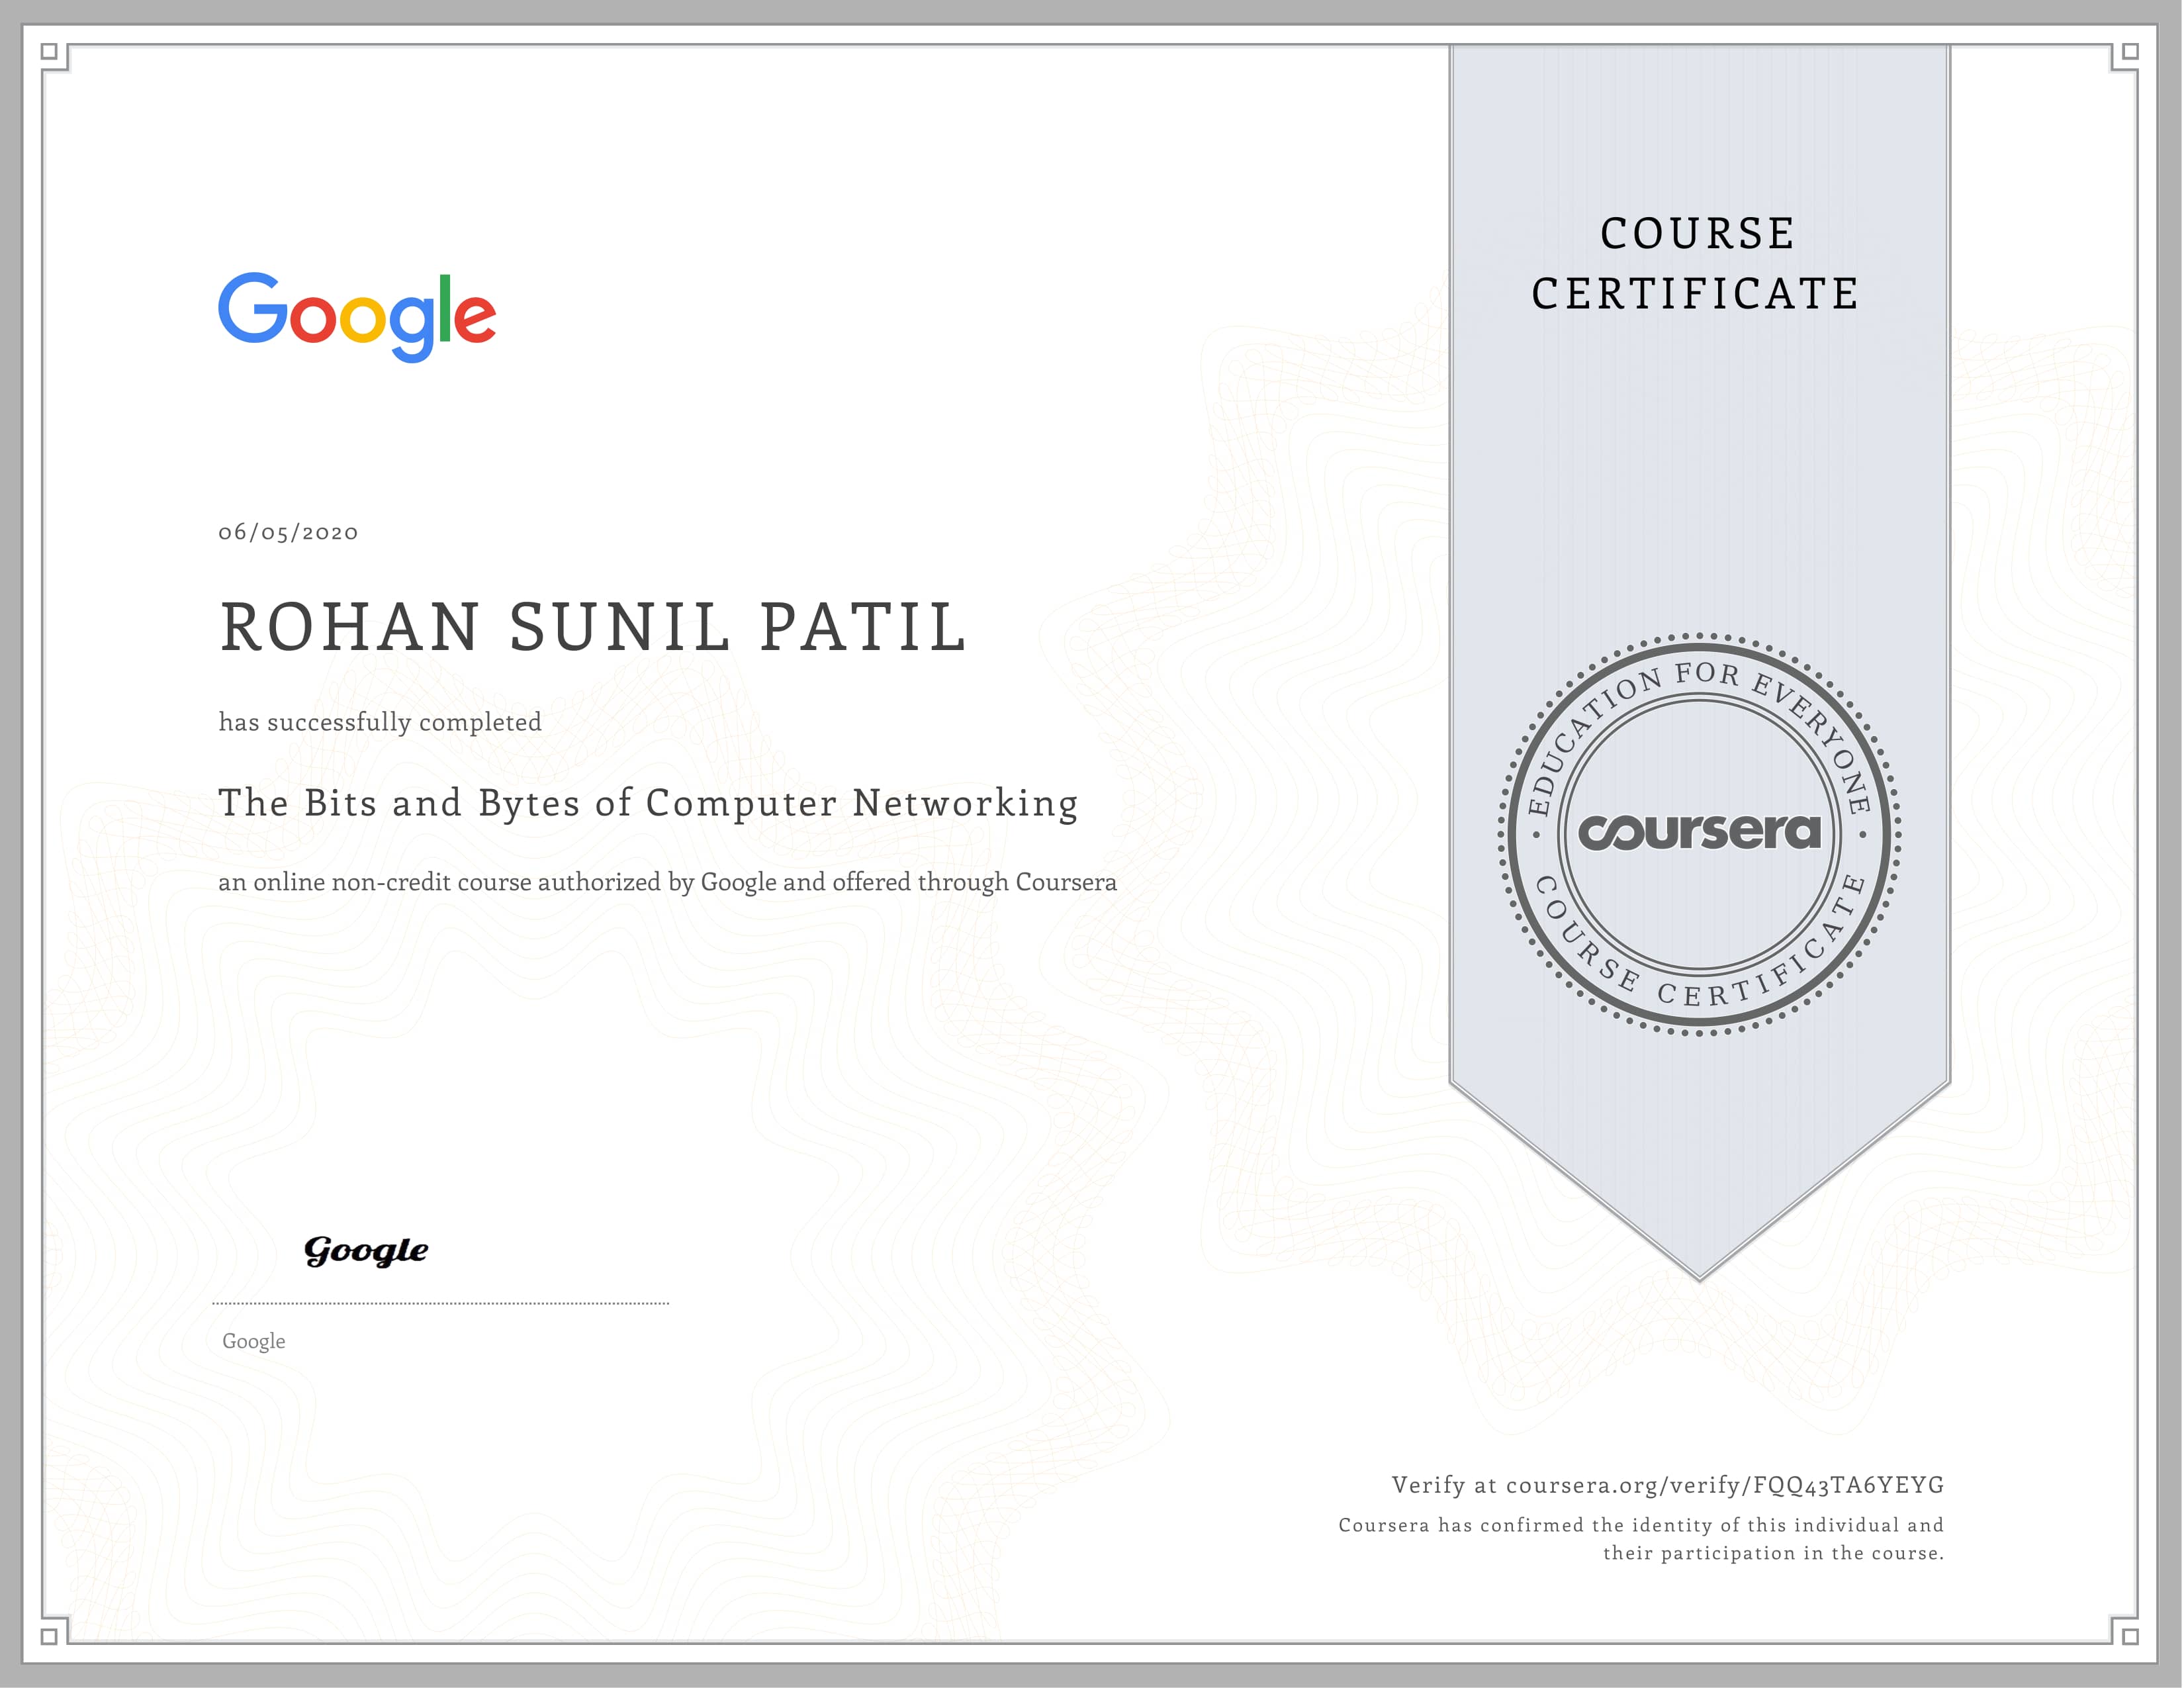 Google
06/05/2020
ROHAN SUNIL PATIL
has successfully completed
The Bits and Bytes of Computer Networking
an online non-credit course authorized by Google and offered through Coursera
Google
Google
COURSE
CERTIFICATE
EDUCATION FOR EVERYONE
coursera
COURSE CERTIFICATE
Verify at coursera.org/verify/FQQ43TA6YEYG
Coursera has confirmed the identity of this individual and
their participation in the course.